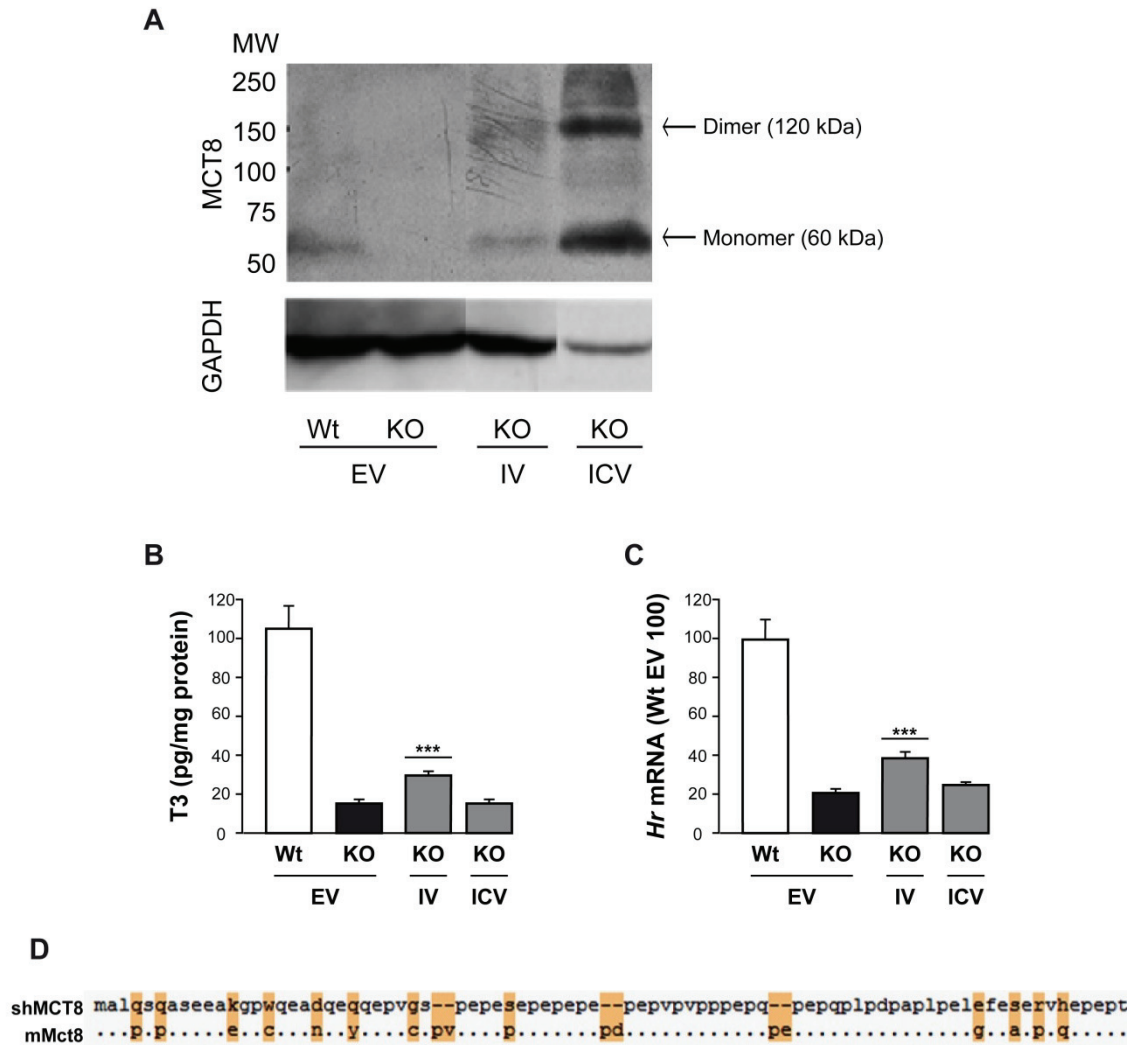 A
MW
250
150
100
75
50
MCT8
Dimer (120 kDa)
Monomer (60 kDa)
GAPDH
Wt KO KO KO
EV IV ICV
B
T3 (pg/mg protein)
120
100
80
60
40
20
0
***
Wt KO KO KO
EV IV ICV
C
Hr mRNA (Wt EV 100)
120
100
80
60
40
20
0
***
Wt KO KO KO
EV IV ICV
D
shMCT8 malqsqaseeakgpwqeadqeqqepvgs--pepesepepepe--pepvpvpppepq--pepqplpdpaplpelefeservhepept
mMct8 ...p.p.....e..c...n..y....c.pv....p.......pd............pe...............g..a.p.q.....